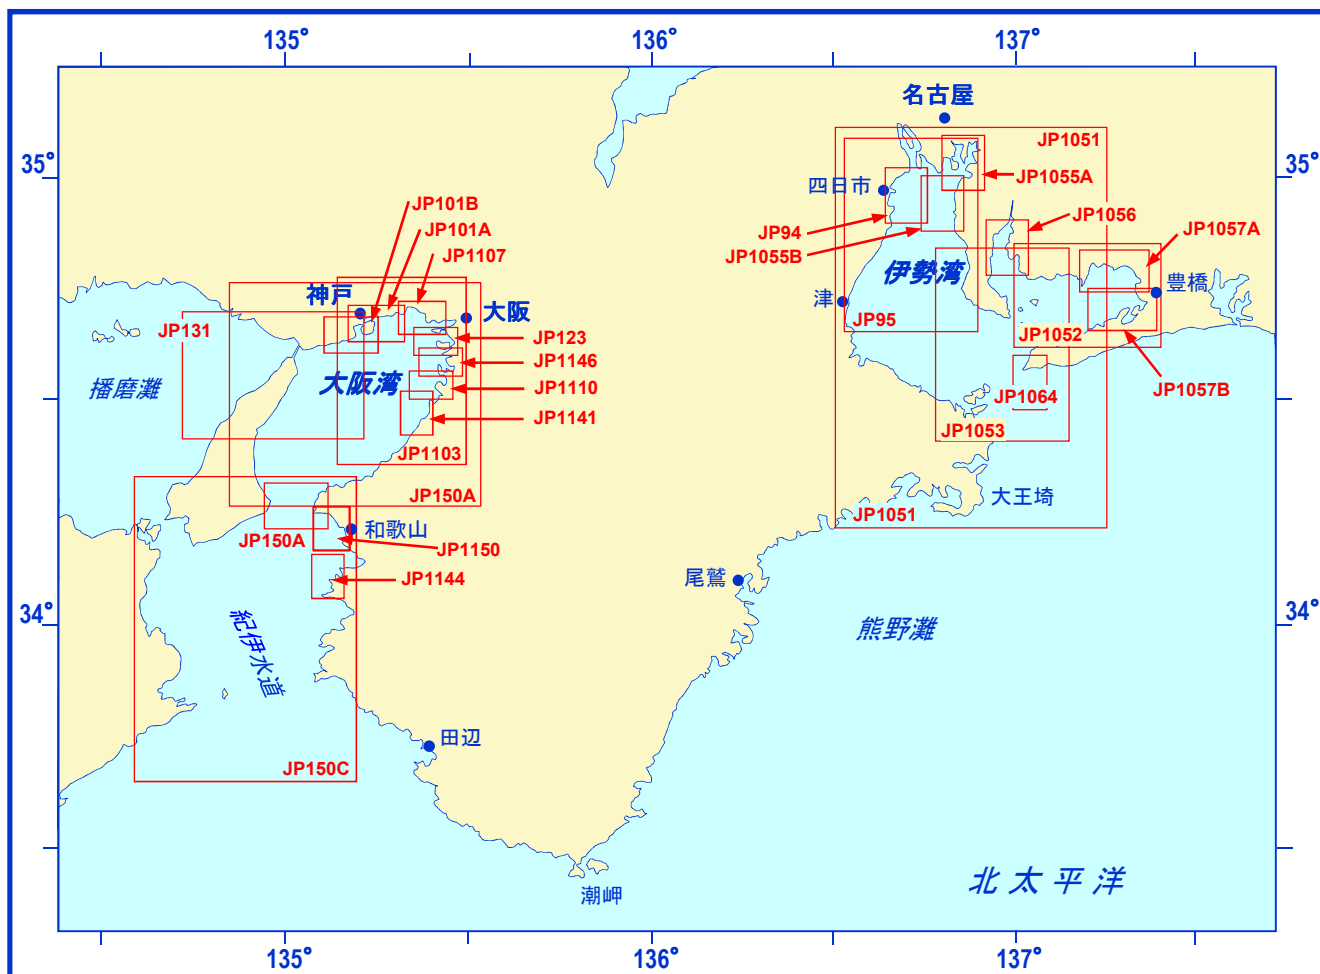 135°
136°
137°
名古屋
35°
JP1051
35°
四日市
JP1055A
JP101B
JP101A
JP1056
JP94
JP1057A
JP1107
JP1055B
伊勢湾
豊橋
神戸
津
大阪
JP131
JP95
JP1052
JP123
JP1146
播磨灘
大阪湾
JP1110
JP1057B
JP1064
JP1141
JP1053
JP1103
JP150A
大王埼
JP1051
和歌山
JP150A
JP1150
JP1144
尾鷲
34°
34°
紀伊水道
熊野灘
田辺
JP150C
北太平洋
潮岬
135°
136°
137°